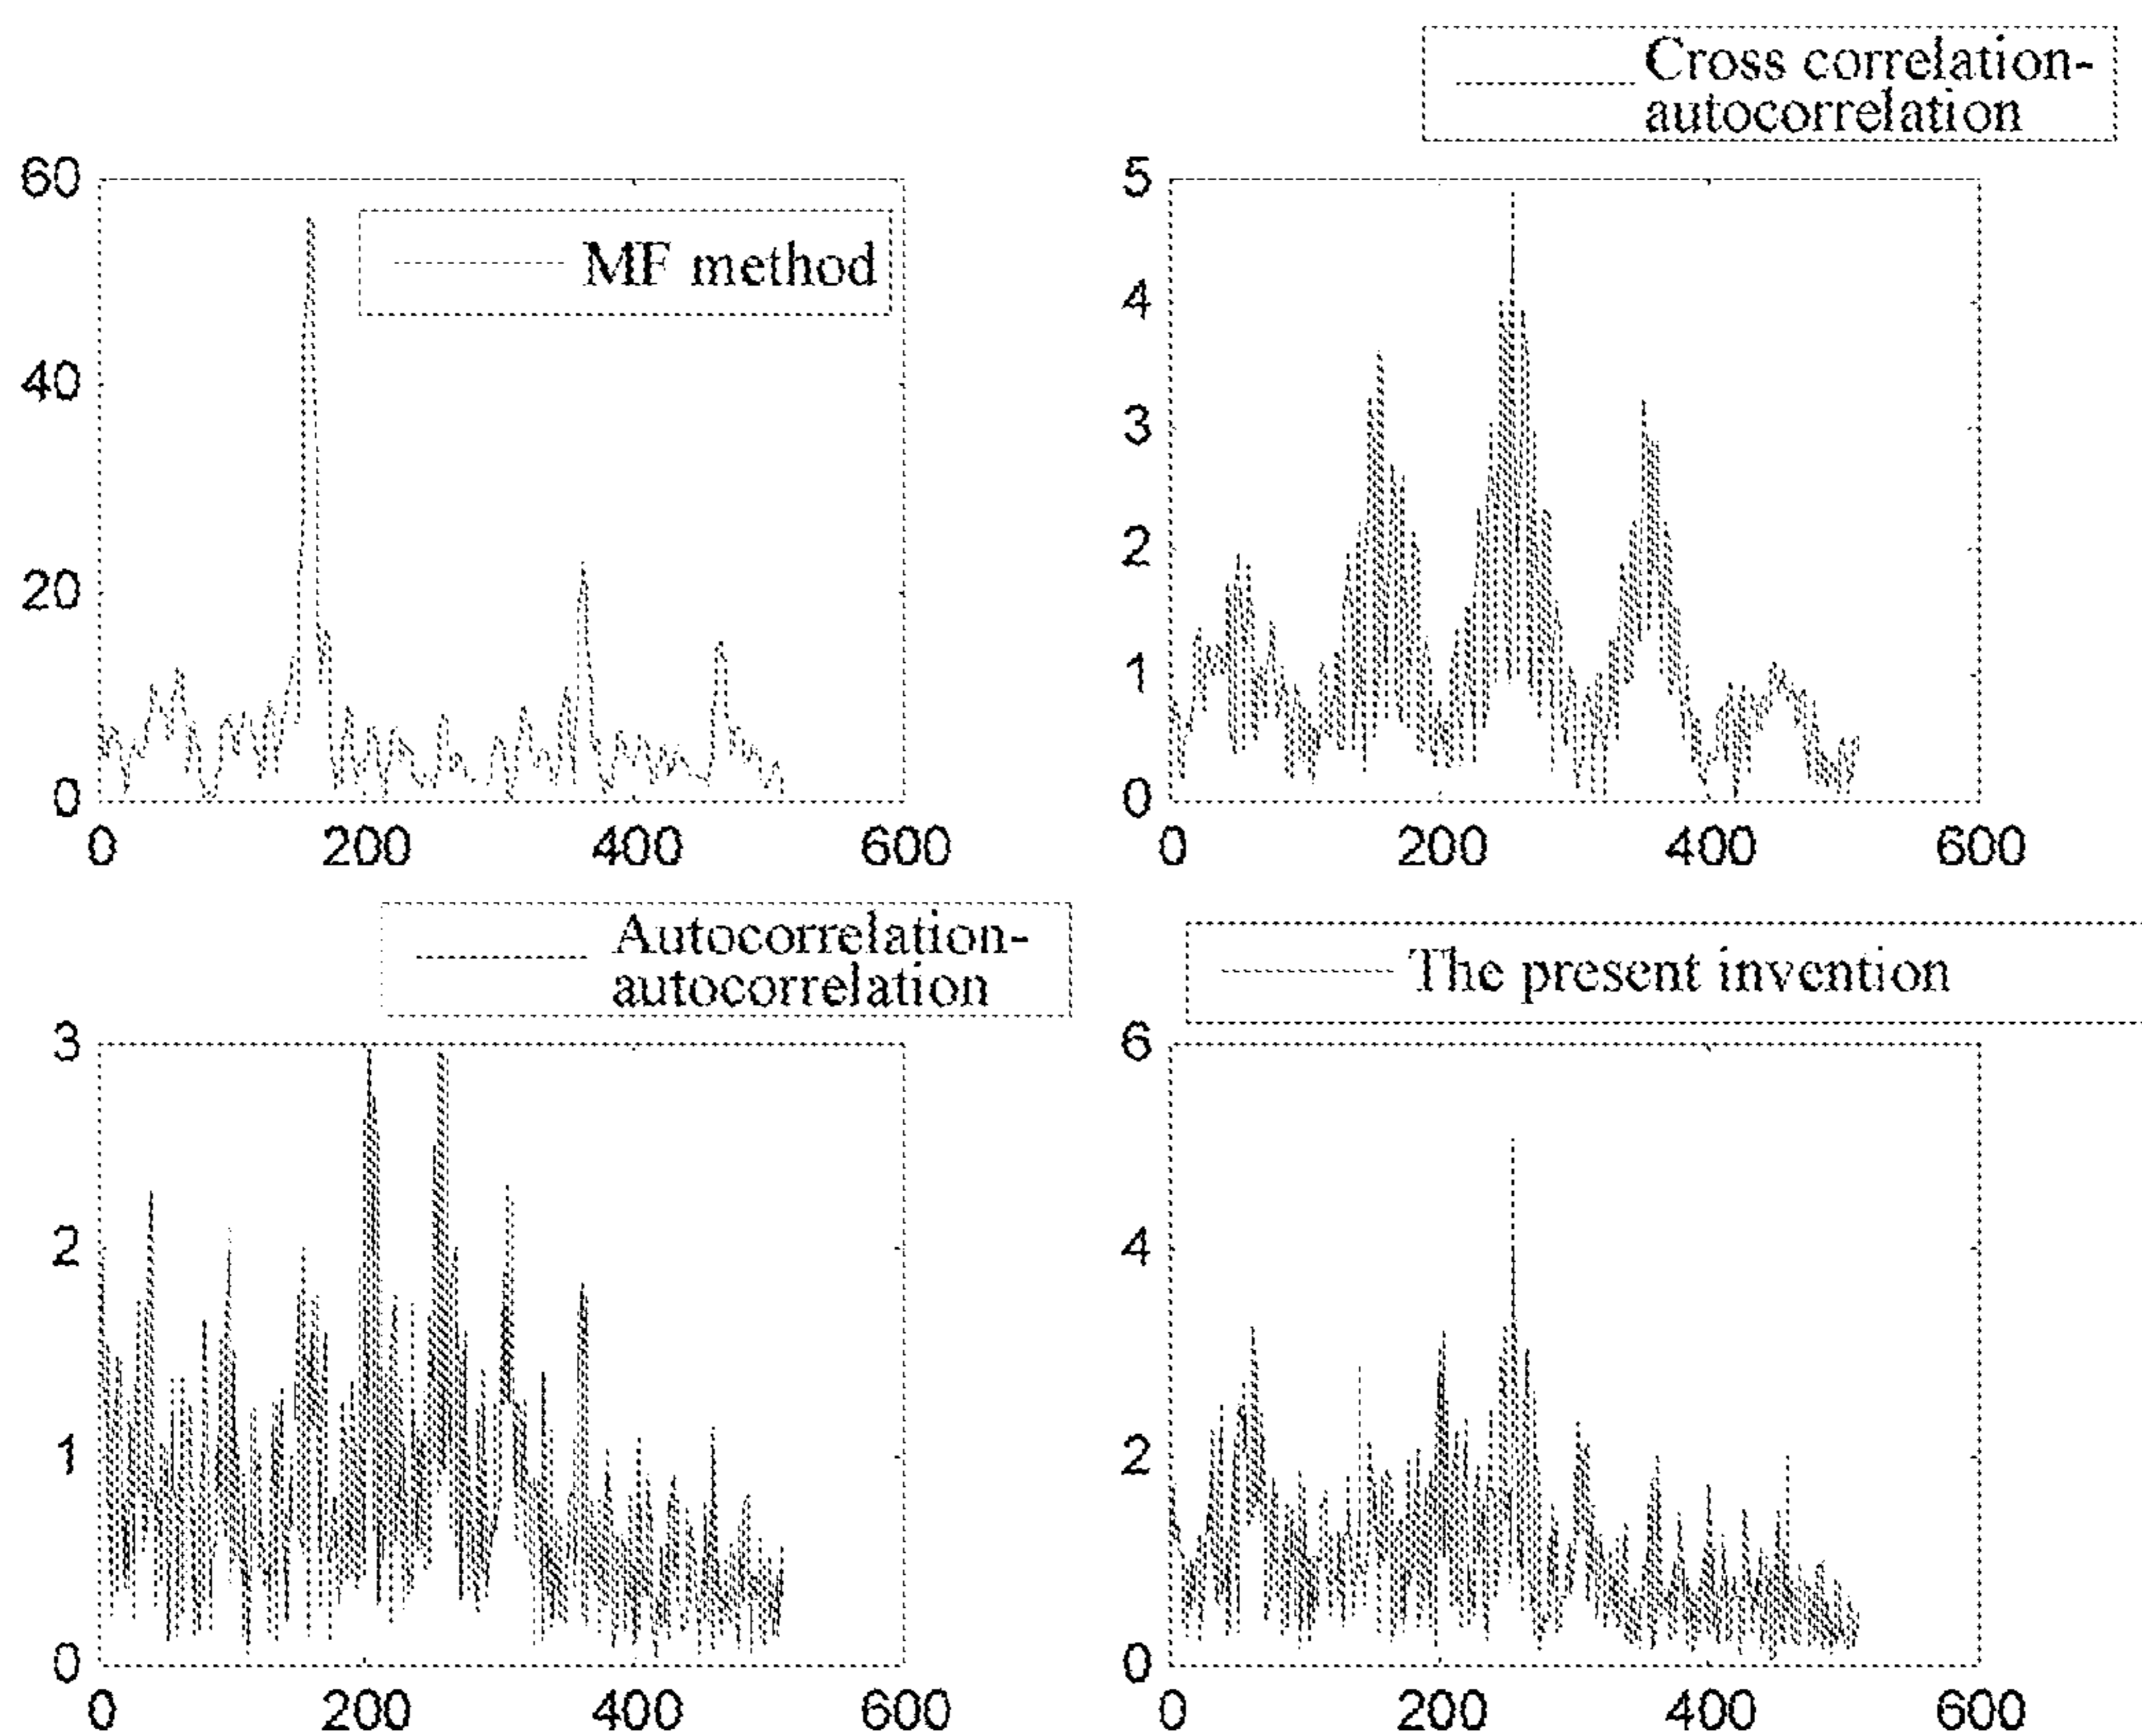 Cross correlation-
autocorrelation
60
MF method
40
20
0
0 200 400 600
5
4
3
2
1
0
0 200 400 600
Autocorrelation-
autocorrelation
3
2
1
0
0 200 400 600
The present invention
6
4
2
0
0 200 400 600